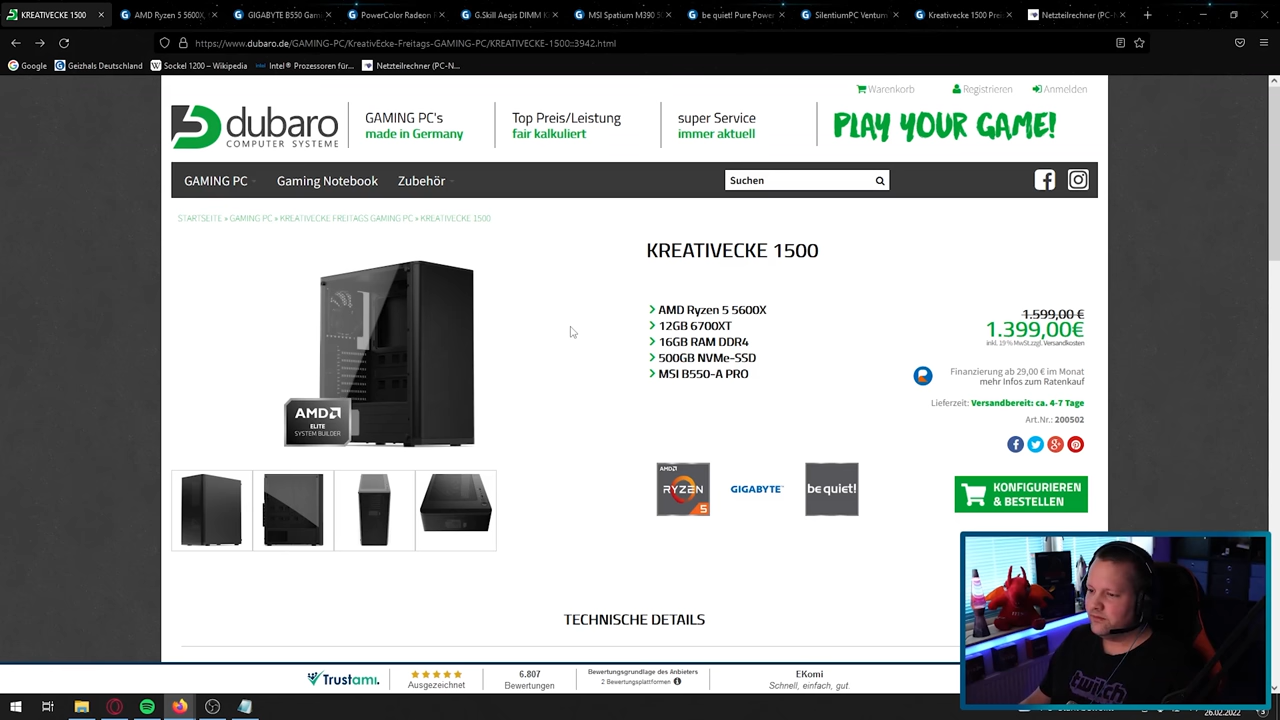 KREATIVECKE 1500
AMD Ryzen 5 5600X,
GIGABYTE B550 Gami
PowerColor Radeon
G.Skill Aegis DIMM K
MSI Spatium M390 50
be quiet! Pure Power
SilentiumPC Ventum
Kreativecke 1500 Prei
Netzteilrechner (PC-N
https://www.dubaro.de/GAMING-PC/KreativEcke-Freitags-GAMING-PC/KREATIVECKE-1500::3942.html
Google
Geizhals Deutschland
Sockel 1200 – Wikipedia
Intel® Prozessoren für...
Netzteilrechner (PC-N...
Warenkorb
Registrieren
Anmelden
dubaro
COMPUTER SYSTEME
GAMING PC's
made in Germany
Top Preis/Leistung
fair kalkuliert
super Service
immer aktuell
PLAY YOUR GAME!
GAMING PC
Gaming Notebook
Zubehör
Suchen
STARTSEITE » GAMING PC » KREATIVECKE FREITAGS GAMING PC » KREATIVECKE 1500
KREATIVECKE 1500
AMD Ryzen 5 5600X
12GB 6700XT
16GB RAM DDR4
500GB NVMe-SSD
MSI B550-A PRO
1.599,00 €
1.399,00€
inkl. 19 % MwSt.zzgl. Versandkosten
Finanzierung ab 29,00 € im Monat
mehr Infos zum Ratenkauf
Lieferzeit: Versandbereit: ca. 4-7 Tage
Art.Nr.: 200502
AMD
ELITE
SYSTEM BUILDER
AMD
RYZEN
5
GIGABYTE
be quiet!
KONFIGURIEREN
& BESTELLEN
TECHNISCHE DETAILS
Trustami.
Ausgezeichnet
6.807
Bewertungen
Bewertungsgrundlage des Anbieters
2 Bewertungsplattformen
EKomi
Schnell, einfach, gut.
26.02.2022